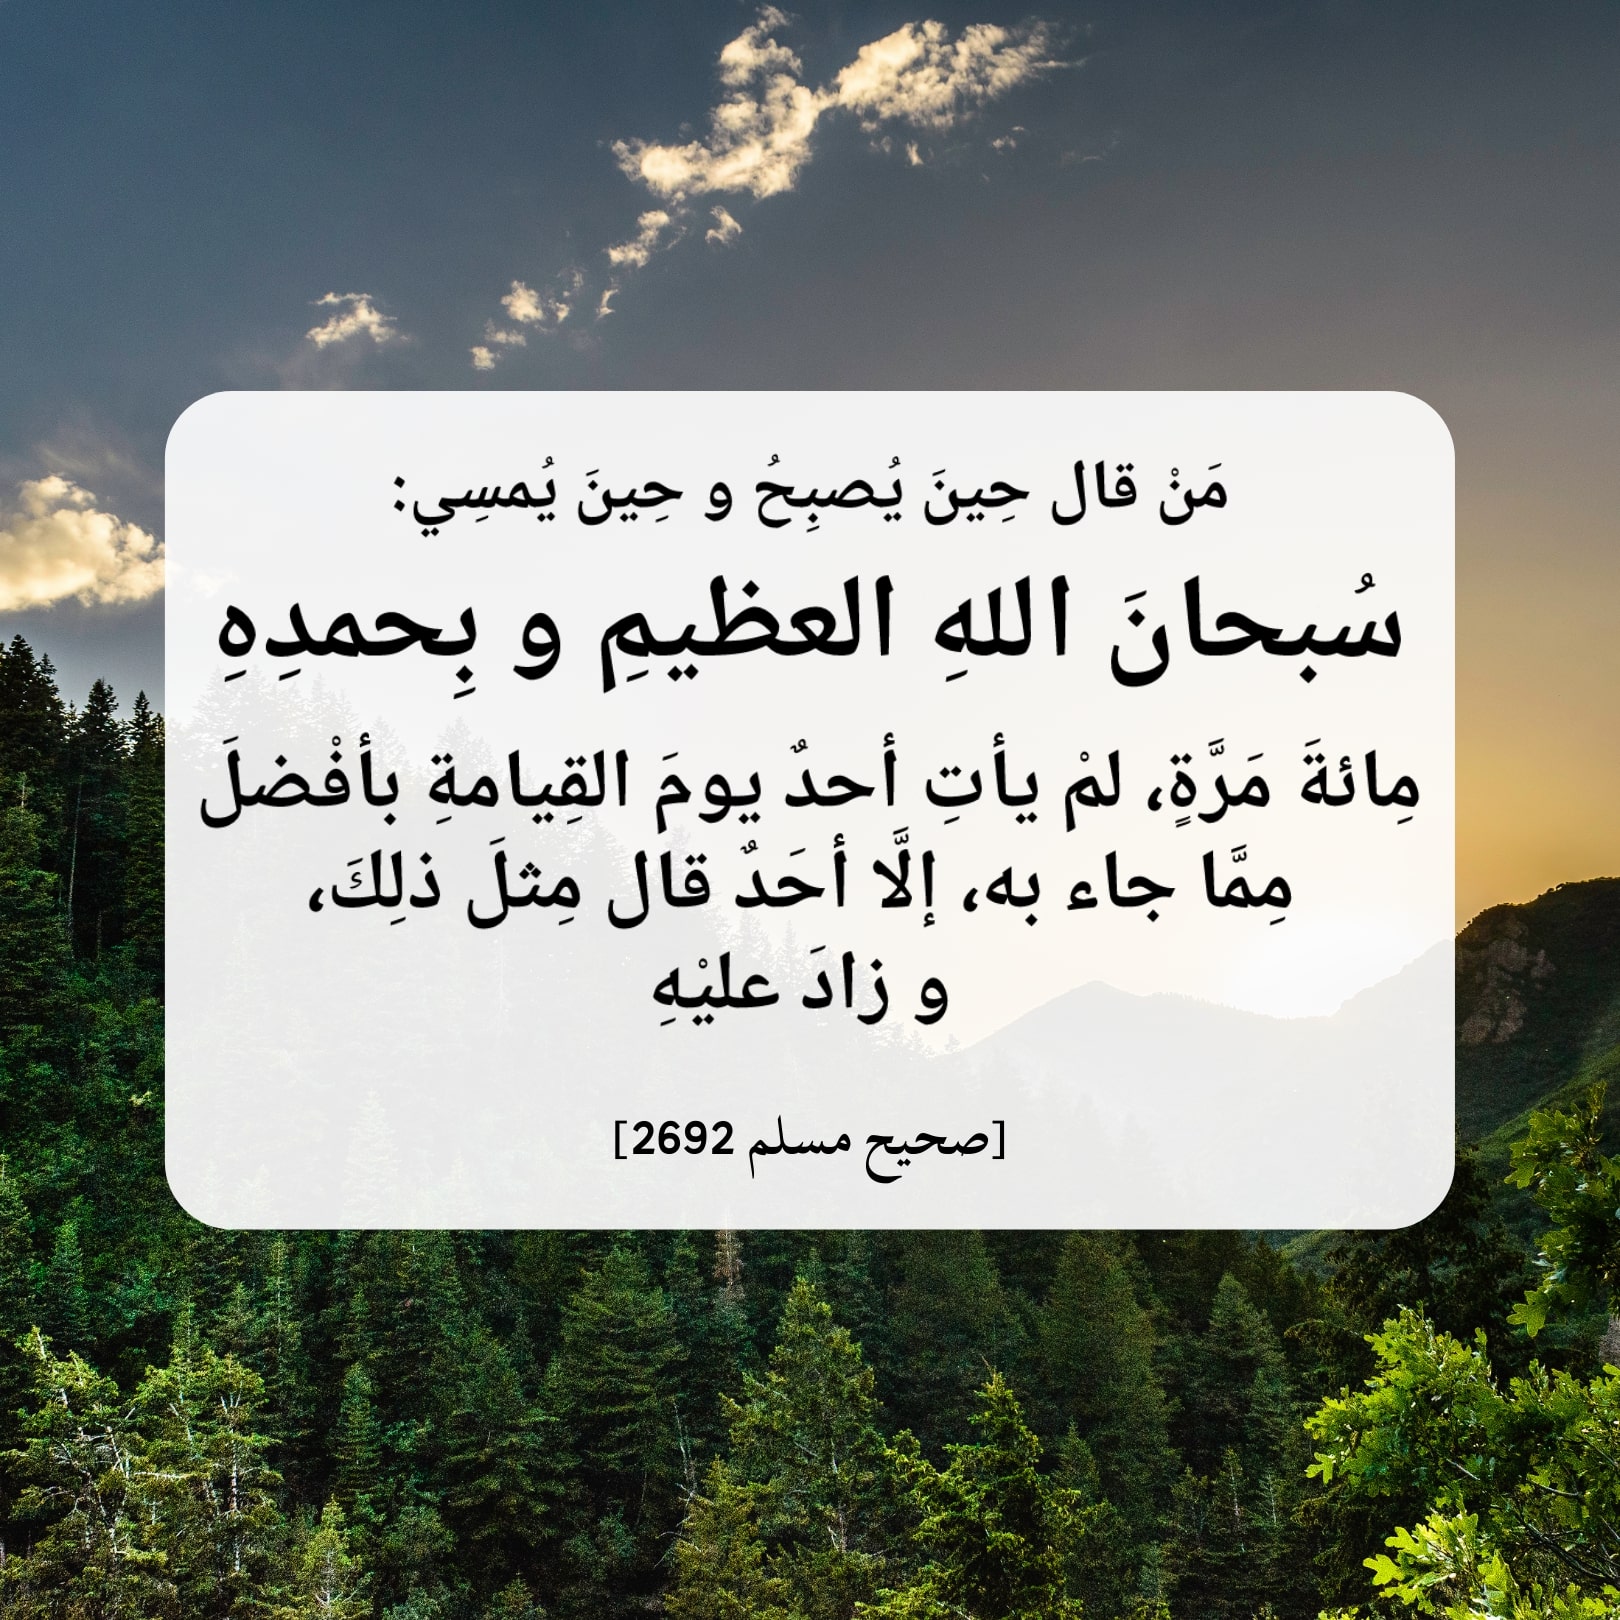 مَنْ قال حِينَ يُصبِحُ و حِينَ يُمسِي:
سُبحانَ اللهِ العظيمِ و بِحمدِهِ
مِائةَ مَرَّةٍ، لمْ يأتِ أحدٌ يومَ القِيامةِ بأفْضلَ
مِمَّا جاء به، إلَّا أحَدٌ قال مِثلَ ذلِكَ،
و زادَ عليْهِ
[صحيح مسلم 2692]